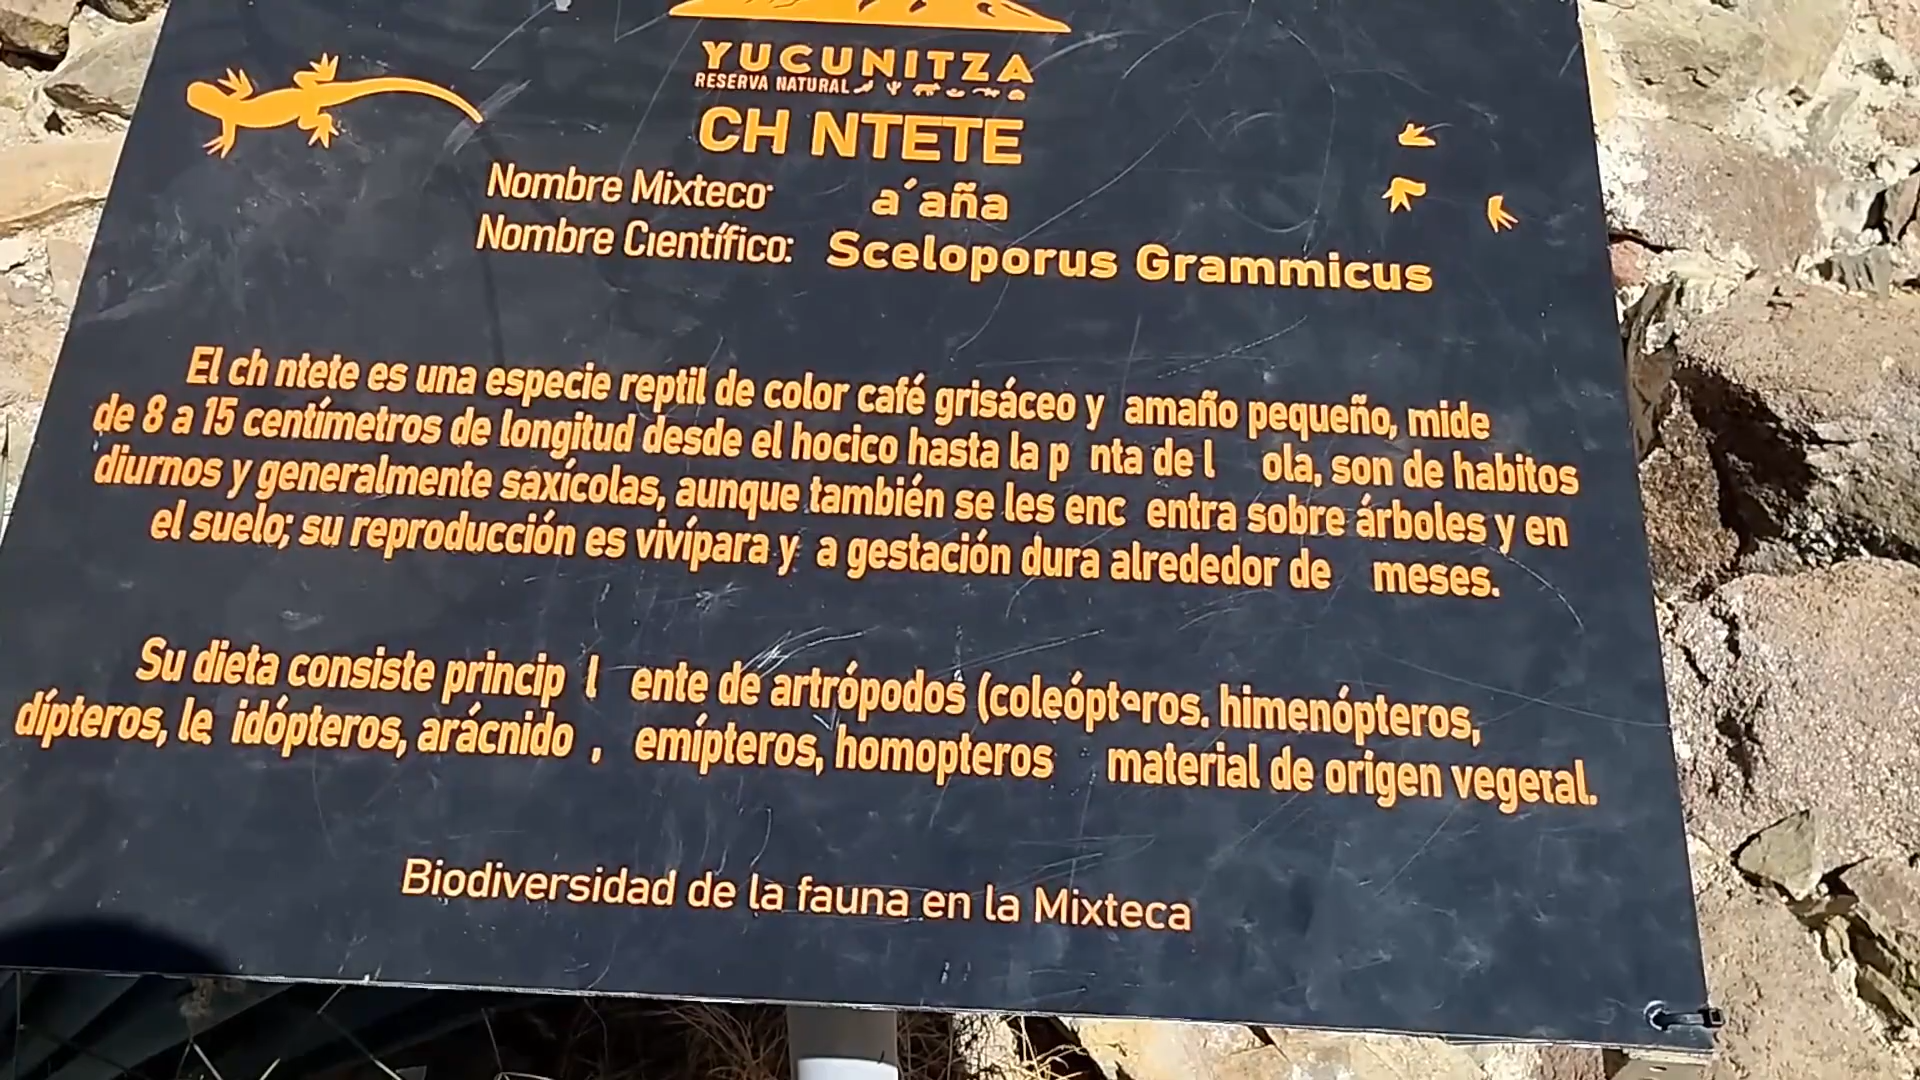 YUCUNITZA
RESERVA NATURAL
CH NTETE
Nombre Mixteco: a´aña
Nombre Científico: Sceloporus Grammicus
El ch ntete es una especie reptil de color café grisáceo y amaño pequeño, mide
de 8 a 15 centímetros de longitud desde el hocico hasta la p nta de l ola, son de habitos
diurnos y generalmente saxícolas, aunque también se les enc entra sobre árboles y en
el suelo; su reproducción es vivípara y a gestación dura alrededor de meses.
Su dieta consiste princip l ente de artrópodos (coleópteros, himenópteros,
dípteros, le idópteros, arácnido , emípteros, homopteros material de origen vegetal.
Biodiversidad de la fauna en la Mixteca